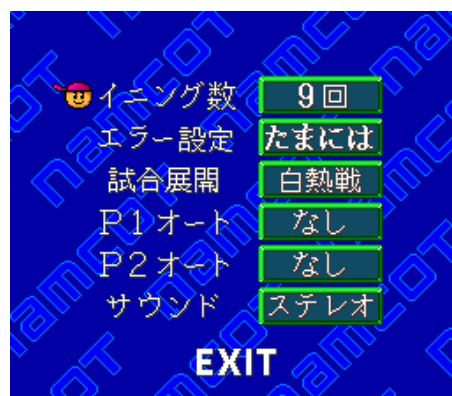 イニング数 9回
エラー設定 たまには
試合展開 白熱戦
P1オート なし
P2オート なし
サウンド ステレオ
EXIT